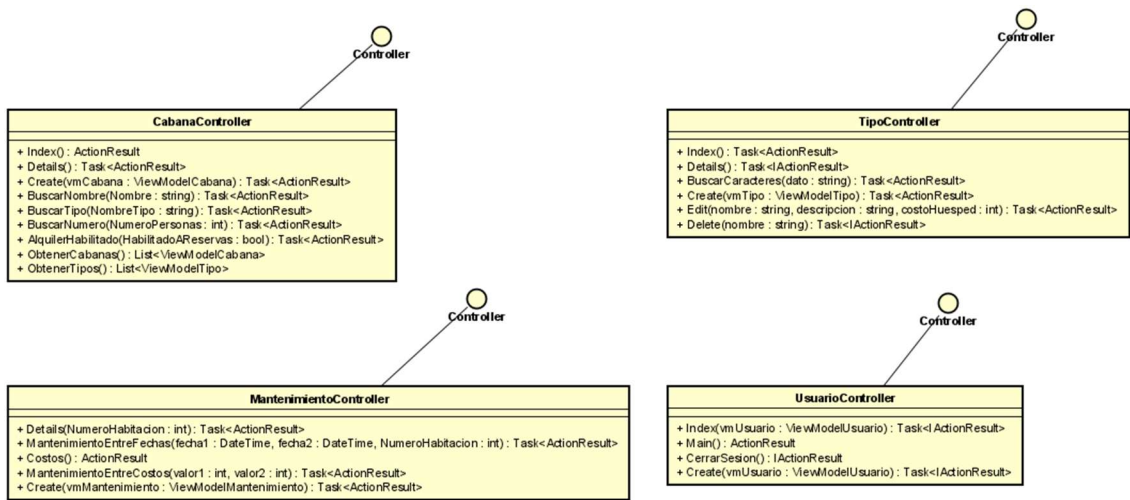 Controller
CabanaController
+ Index() : ActionResult
+ Details() : Task<ActionResult>
+ Create(vmCabana : ViewModelCabana) : Task<ActionResult>
+ BuscarNombre(Nombre : string) : Task<ActionResult>
+ BuscarTipo(NombreTipo : string) : Task<ActionResult>
+ BuscarNumero(NumeroPersonas : int) : Task<ActionResult>
+ AlquilerHabilitado(HabilitadoAReservas : bool) : Task<ActionResult>
+ ObtenerCabanas() : List<ViewModelCabana>
+ ObtenerTipos() : List<ViewModelTipo>
Controller
TipoController
+ Index() : Task<ActionResult>
+ Details() : Task<IActionResult>
+ BuscarCaracteres(dato : string) : Task<ActionResult>
+ Create(vmTipo : ViewModelTipo) : Task<ActionResult>
+ Edit(nombre : string, descripcion : string, costoHuesped : int) : Task<ActionResult>
+ Delete(nombre : string) : Task<IActionResult>
Controller
MantenimientoController
+ Details(NumeroHabitacion : int) : Task<ActionResult>
+ MantenimientoEntreFechas(fecha1 : DateTime, fecha2 : DateTime, NumeroHabitacion : int) : Task<ActionResult>
+ Costos() : IActionResult
+ MantenimientoEntreCostos(valor1 : int, valor2 : int) : Task<ActionResult>
+ Create(vmMantenimiento : ViewModelMantenimiento) : Task<ActionResult>
Controller
UsuarioController
+ Index(vmUsuario : ViewModelUsuario) : Task<IActionResult>
+ Main() : ActionResult
+ CerrarSesion() : IActionResult
+ Create(vmUsuario : ViewModelUsuario) : Task<IActionResult>